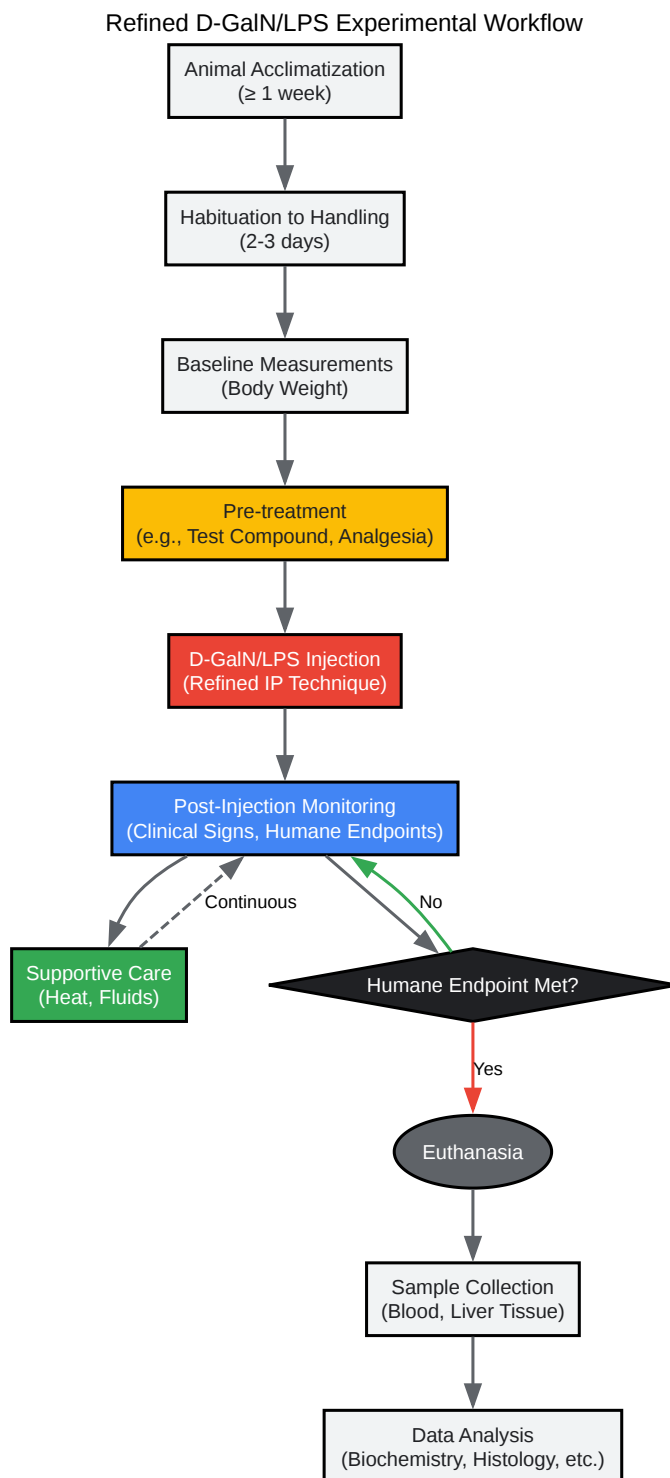 Refined D-GalN/LPS Experimental Workflow
Animal Acclimatization
(≥ 1 week)
Habituation to Handling
(2-3 days)
Baseline Measurements
(Body Weight)
Pre-treatment
(e.g., Test Compound, Analgesia)
D-GalN/LPS Injection
(Refined IP Technique)
Post-Injection Monitoring
(Clinical Signs, Humane Endpoints)
Continuous
No
Supportive Care
(Heat, Fluids)
Humane Endpoint Met?
Yes
Euthanasia
Sample Collection
(Blood, Liver Tissue)
Data Analysis
(Biochemistry, Histology, etc.)